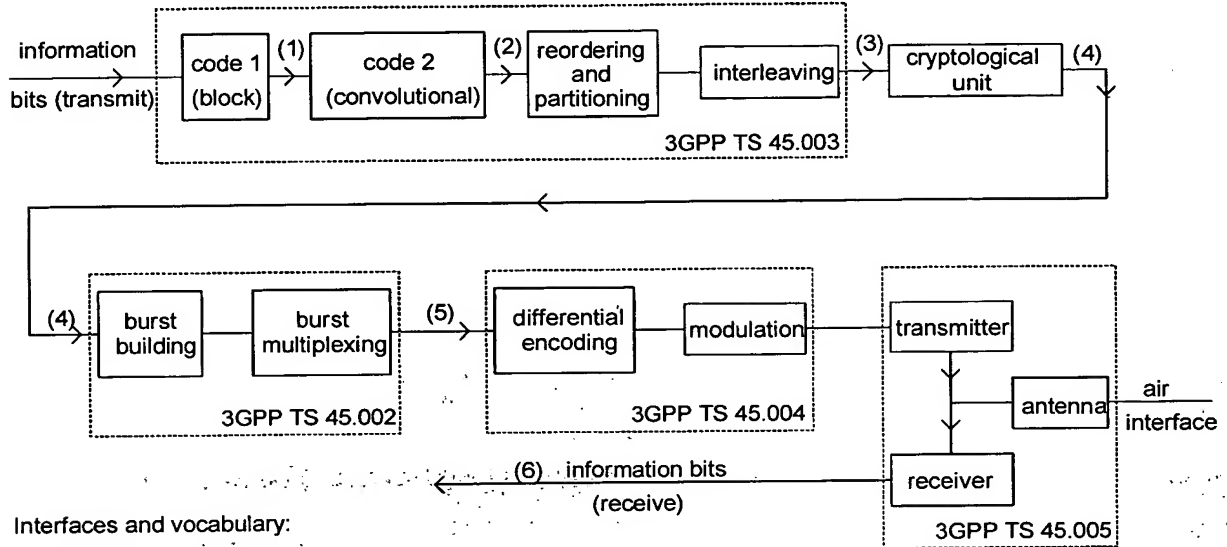 information
bits (transmit)
code 1
(block)
(1)
code 2
(convolutional)
(2)
reordering
and
partitioning
interleaving
(3)
cryptological
unit
(4)
3GPP TS 45.003
(4)
burst
building
burst
multiplexing
(5)
differential
encoding
modulation
transmitter
antenna
air
interface
3GPP TS 45.002
3GPP TS 45.004
(6) information bits
(receive)
receiver
3GPP TS 45.005
Interfaces and vocabulary: